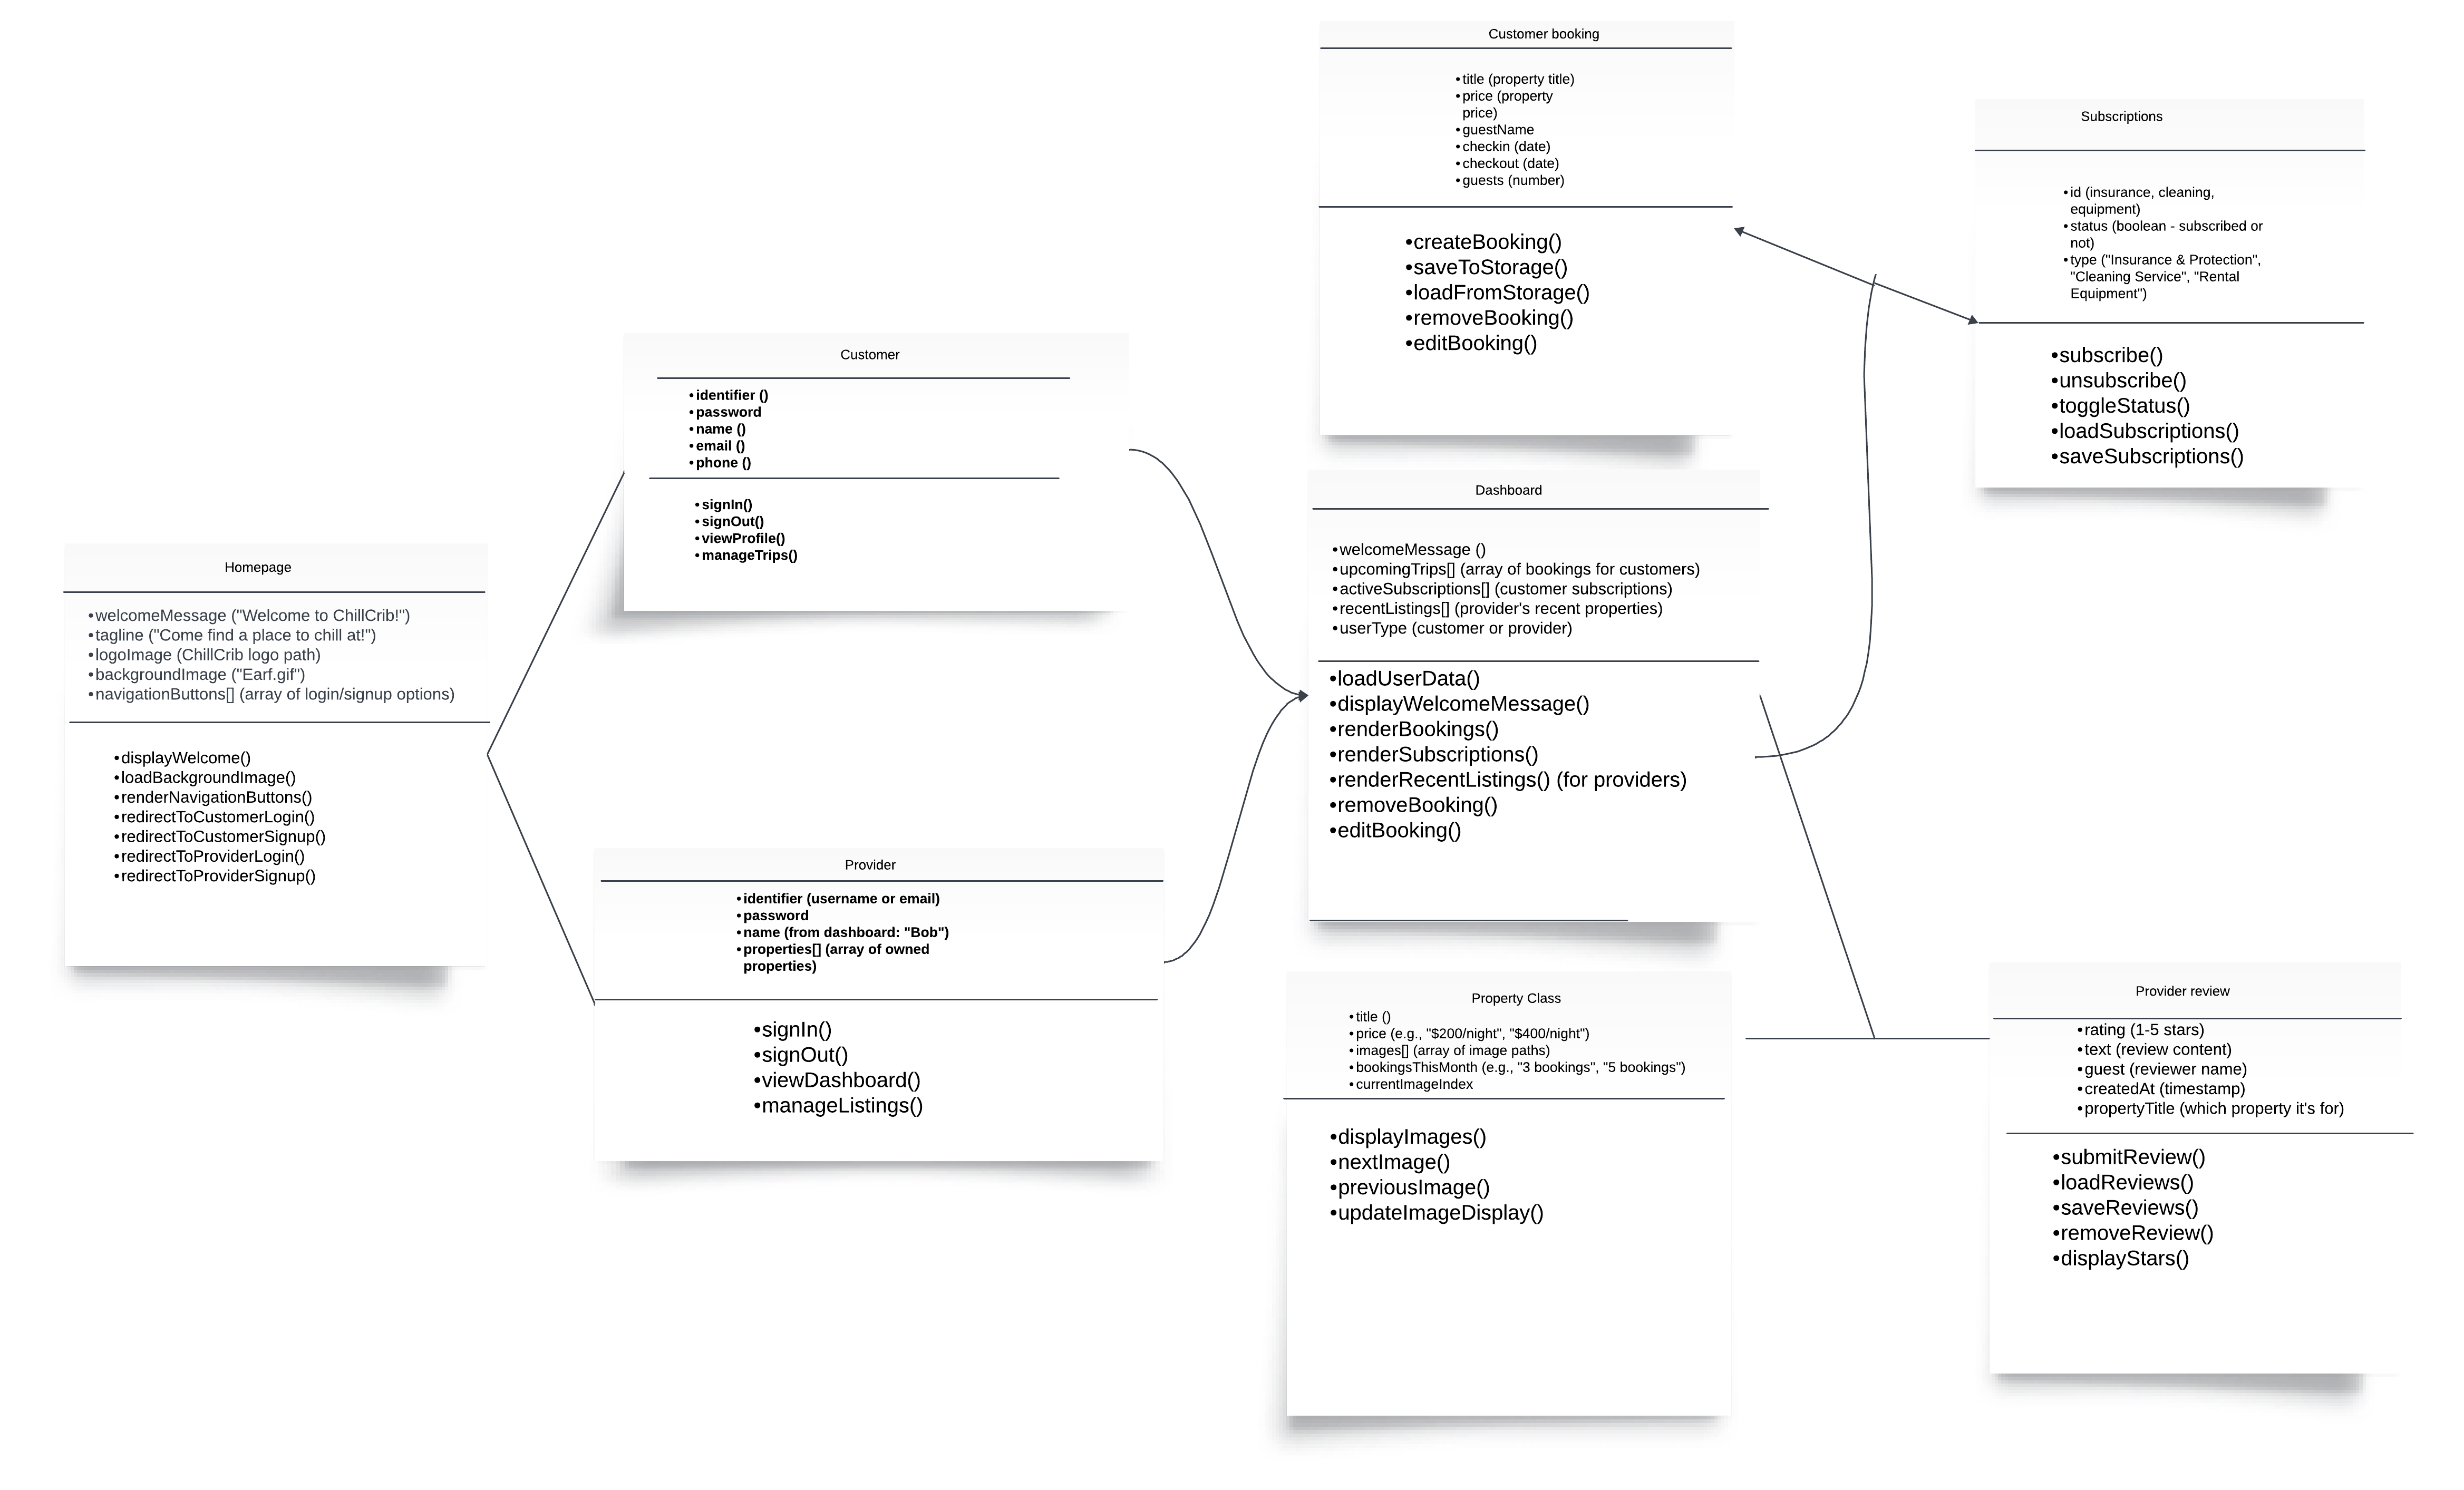 Homepage
•welcomeMessage ("Welcome to ChillCrib!")
•tagline ("Come find a place to chill at!")
•logoImage (ChillCrib logo path)
•backgroundImage ("Earf.gif")
•navigationButtons[] (array of login/signup options)
•displayWelcome()
•loadBackgroundImage()
•renderNavigationButtons()
•redirectToCustomerLogin()
•redirectToCustomerSignup()
•redirectToProviderLogin()
•redirectToProviderSignup()
Customer
•identifier ()
•password
•name ()
•email ()
•phone ()
•signIn()
•signOut()
•viewProfile()
•manageTrips()
Provider
•identifier (username or email)
•password
•name (from dashboard: "Bob")
•properties[] (array of owned
properties)
•signIn()
•signOut()
•viewDashboard()
•manageListings()
Customer booking
•title (property title)
•price (property
price)
•guestName
•checkin (date)
•checkout (date)
•guests (number)
•createBooking()
•saveToStorage()
•loadFromStorage()
•removeBooking()
•editBooking()
Dashboard
•welcomeMessage ()
•upcomingTrips[] (array of bookings for customers)
•activeSubscriptions[] (customer subscriptions)
•recentListings[] (provider's recent properties)
•userType (customer or provider)
•loadUserData()
•displayWelcomeMessage()
•renderBookings()
•renderSubscriptions()
•renderRecentListings() (for providers)
•removeBooking()
•editBooking()
Property Class
•title ()
•price (e.g., "$200/night", "$400/night")
•images[] (array of image paths)
•bookingsThisMonth (e.g., "3 bookings", "5 bookings")
•currentImageIndex
•displayImages()
•nextImage()
•previousImage()
•updateImageDisplay()
Subscriptions
•id (insurance, cleaning,
equipment)
•status (boolean - subscribed or
not)
•type ("Insurance & Protection",
"Cleaning Service", "Rental
Equipment")
•subscribe()
•unsubscribe()
•toggleStatus()
•loadSubscriptions()
•saveSubscriptions()
Provider review
•rating (1-5 stars)
•text (review content)
•guest (reviewer name)
•createdAt (timestamp)
•propertyTitle (which property it's for)
•submitReview()
•loadReviews()
•saveReviews()
•removeReview()
•displayStars()